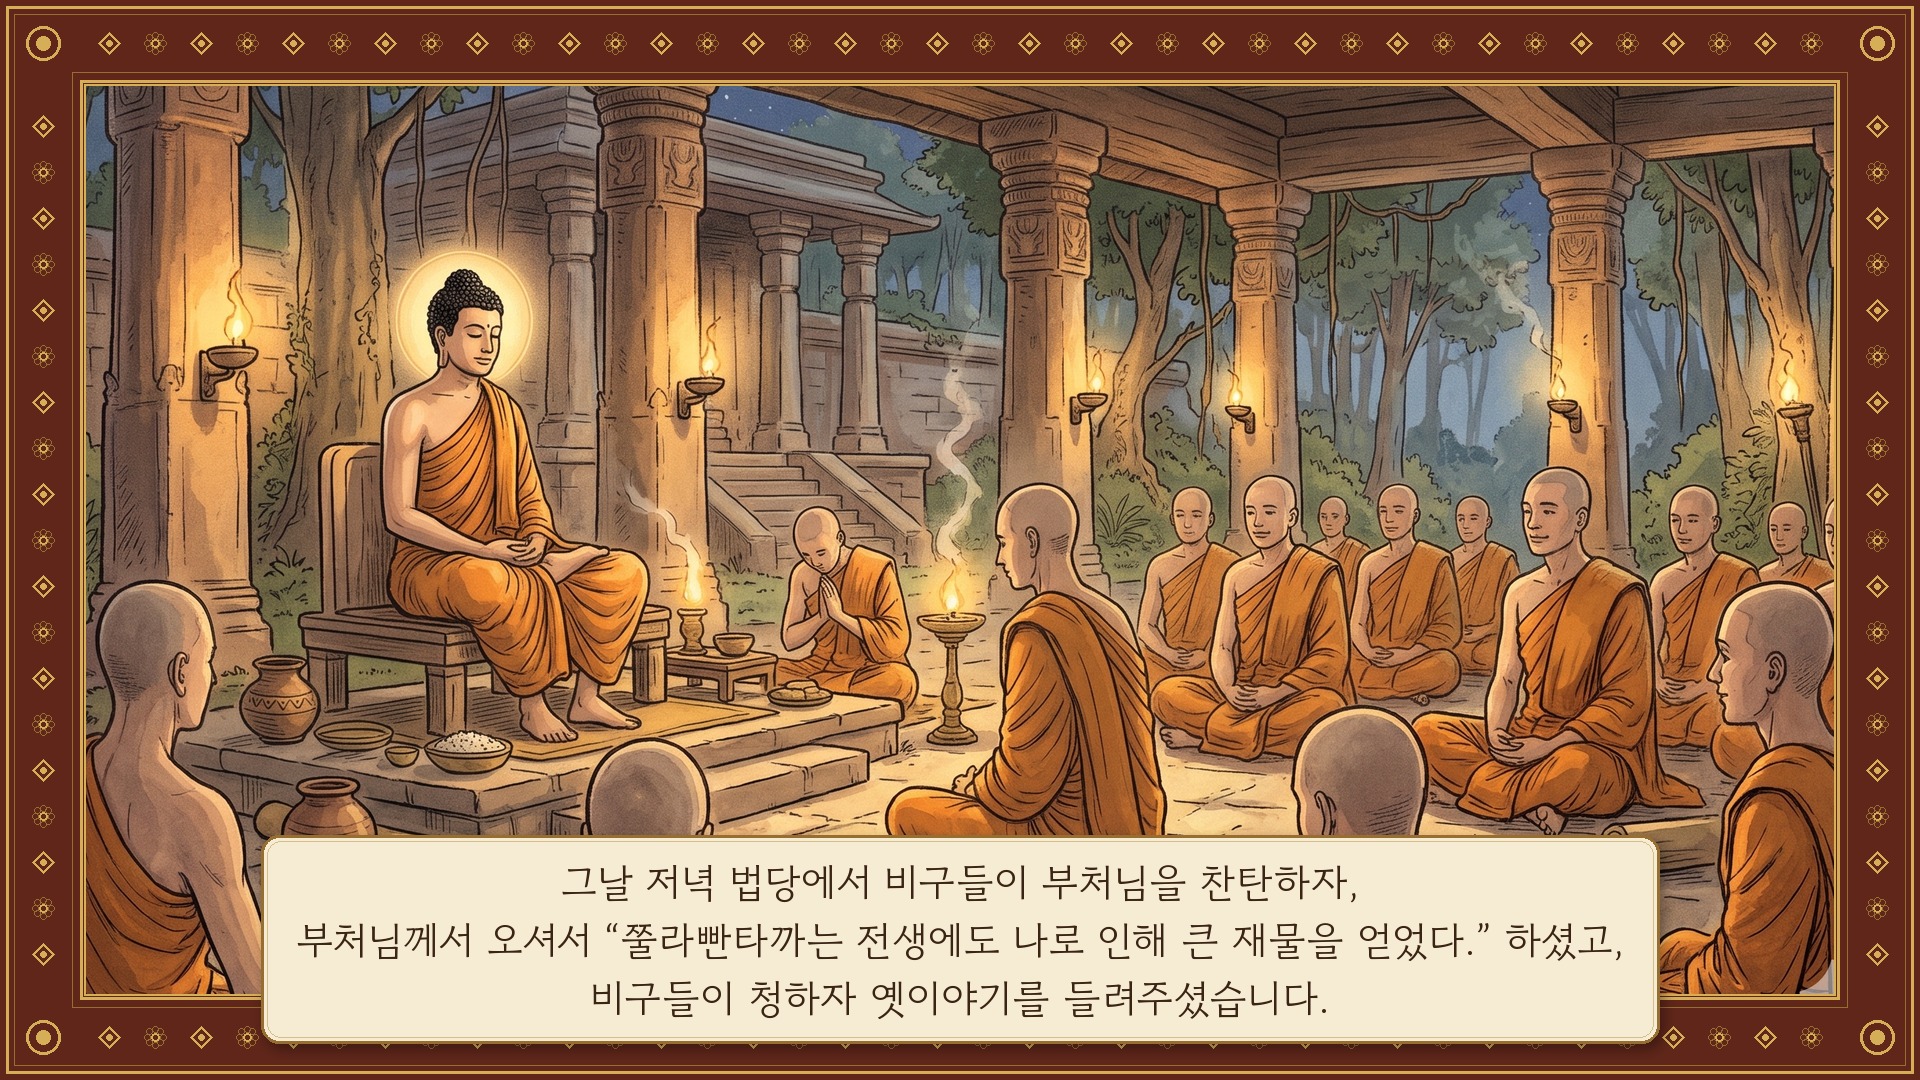 그날 저녁 법당에서 비구들이 부처님을 찬탄하자,
부처님께서 오셔서 “쭐라빤타까는 전생에도 나로 인해 큰 재물을 얻었다.” 하셨고,
비구들이 청하자 옛이야기를 들려주셨습니다.